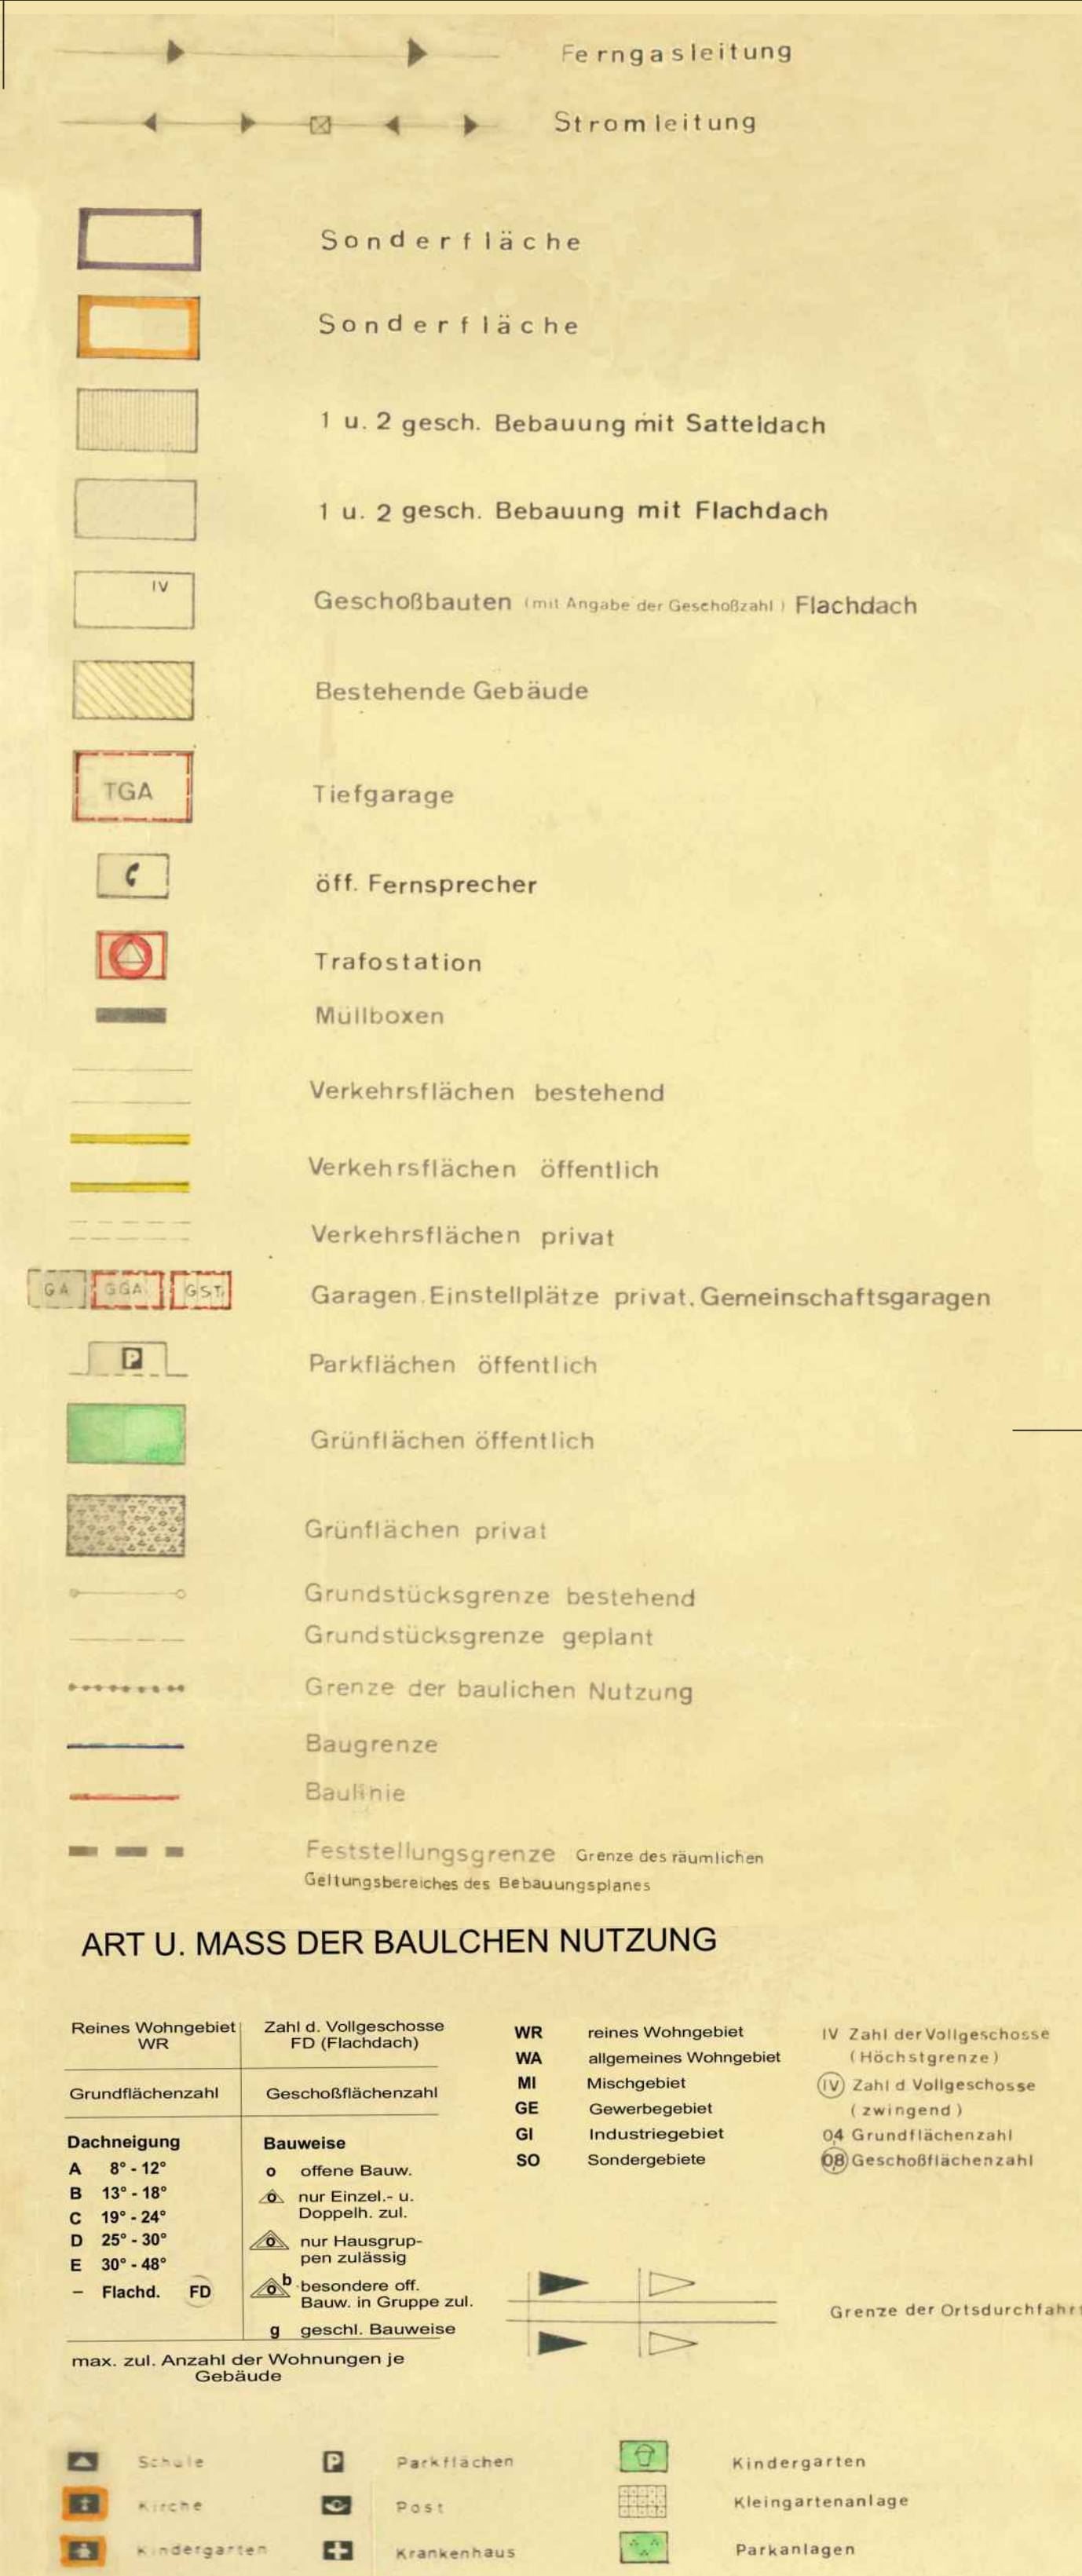 Ferngasleitung
Stromleitung
Sonderfläche
Sonderfläche
1 u. 2 gesch. Bebauung mit Satteldach
1 u. 2 gesch. Bebauung mit Flachdach
IV
Geschoßbauten (mit Angabe der Geschoßzahl) Flachdach
Bestehende Gebäude
TGA
Tiefgarage
öff. Fernsprecher
Trafostation
Müllboxen
Verkehrsflächen bestehend
Verkehrsflächen öffentlich
Verkehrsflächen privat
GA GGA GST
Garagen. Einstellplätze privat. Gemeinschaftsgaragen
P
Parkflächen öffentlich
Grünflächen öffentlich
Grünflächen privat
Grundstücksgrenze bestehend
Grundstücksgrenze geplant
Grenze der baulichen Nutzung
Baugrenze
Baulinie
Feststellungsgrenze Grenze des räumlichen
Geltungsbereiches des Bebauungsplanes
ART U. MASS DER BAULCHEN NUTZUNG
Reines Wohngebiet
WR
Zahl d. Vollgeschosse
FD (Flachdach)
Grundflächenzahl
Geschoßflächenzahl
Dachneigung
A 8° - 12°
B 13° - 18°
C 19° - 24°
D 25° - 30°
E 30° - 48°
– Flachd. FD
Bauweise
o offene Bauw.
o nur Einzel.- u.
Doppelh. zul.
o nur Hausgrup-
pen zulässig
o b besondere off.
Bauw. in Gruppe zul.
g geschl. Bauweise
max. zul. Anzahl der Wohnungen je
Gebäude
WR reines Wohngebiet
WA allgemeines Wohngebiet
MI Mischgebiet
GE Gewerbegebiet
GI Industriegebiet
SO Sondergebiete
IV Zahl der Vollgeschosse
(Höchstgrenze)
IV Zahl d. Vollgeschosse
(zwingend)
0,4 Grundflächenzahl
0,8 Geschoßflächenzahl
Grenze der Ortsdurchfahrt
Schule
P Parkflächen
Kindergarten
Kirche
Post
Kleingartenanlage
Kindergarten
Krankenhaus
Parkanlagen